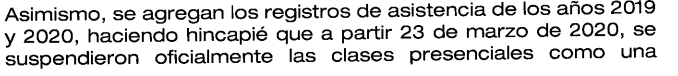 Asimismo, se agregan los registros de asistencia de los años 2019
y 2020, haciendo hincapié que a partir 23 de marzo de 2020, se
suspendieron oficialmente las clases presenciales como una